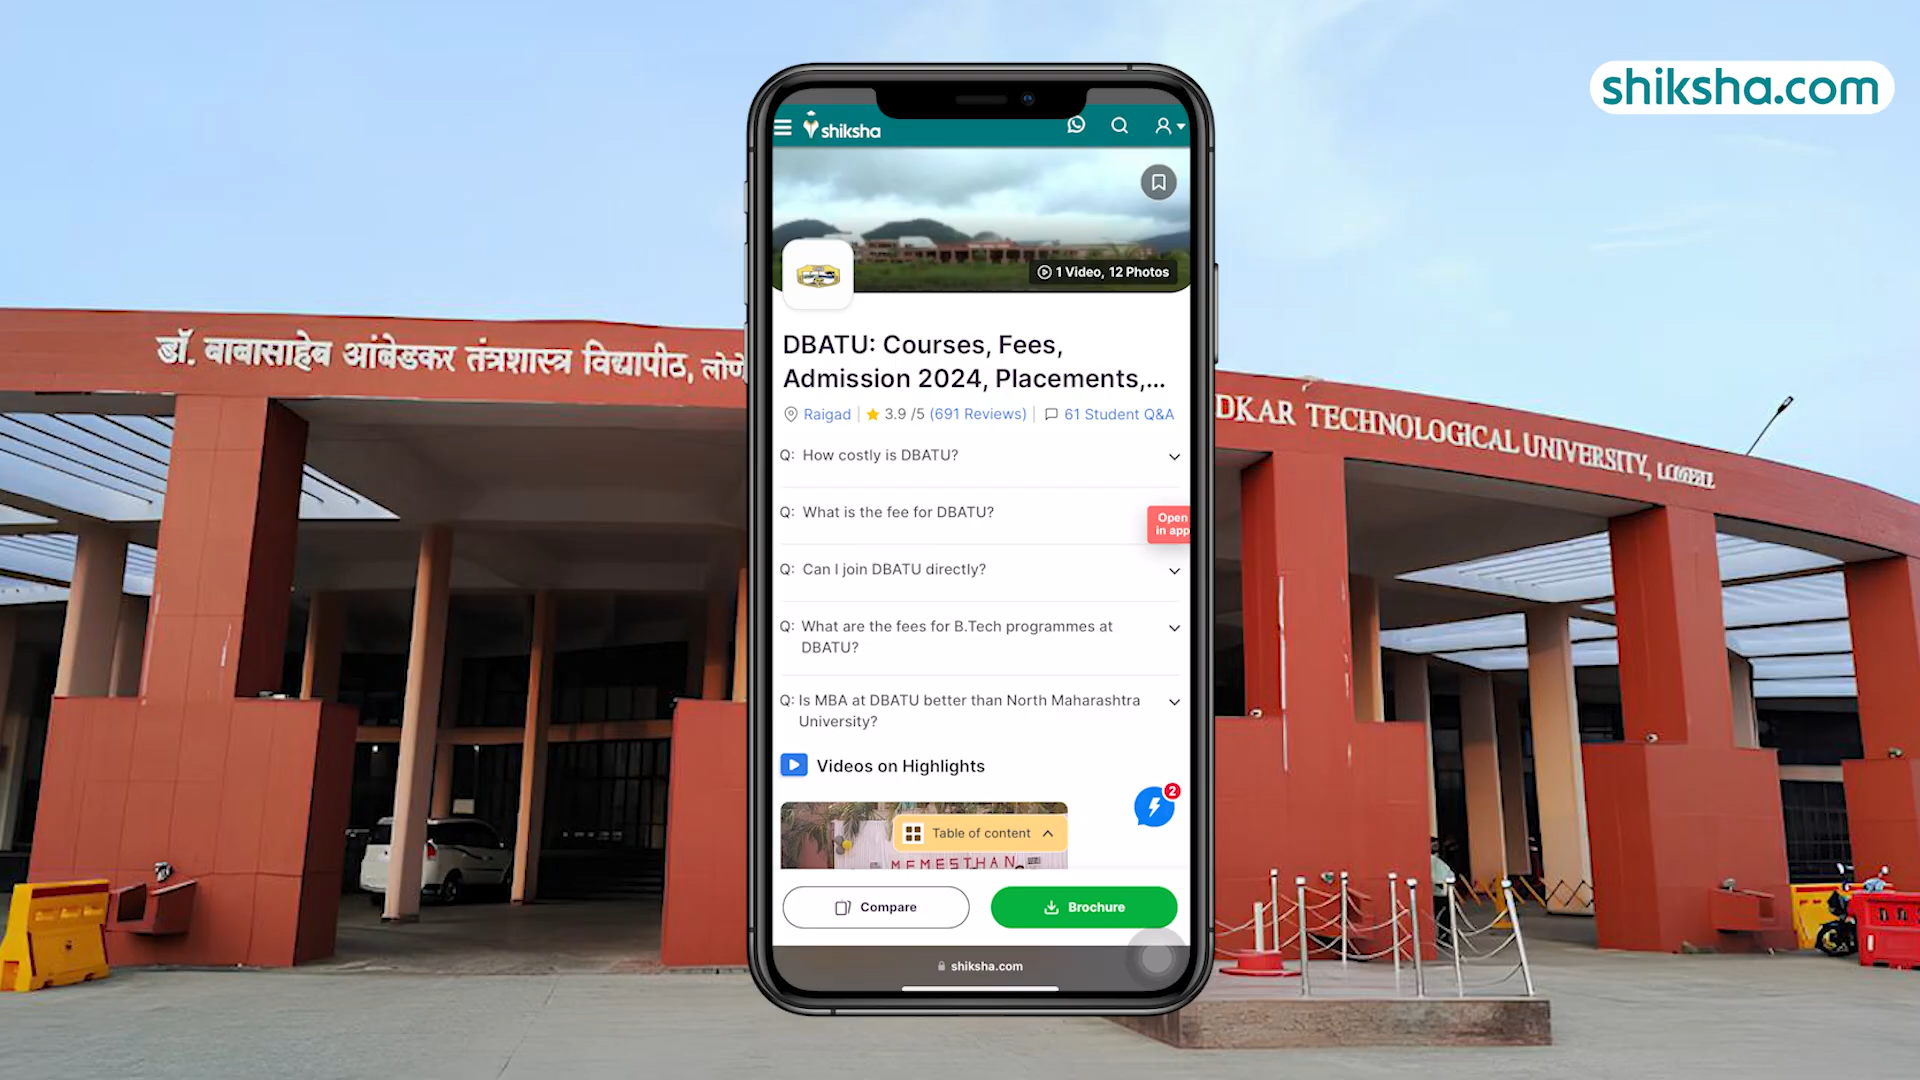 shiksha.com
डॉ. बाबासाहेब आंबेडकर तंत्रशास्त्र विद्यापीठ,
DKAR TECHNOLOGICAL UNIVERSITY,
shiksha
1 Video, 12 Photos
DBATU: Courses, Fees,
Admission 2024, Placements,...
Raigad | 3.9 /5 (691 Reviews) | 61 Student Q&A
Q: How costly is DBATU?
Q: What is the fee for DBATU?
Open
in app
Q: Can I join DBATU directly?
Q: What are the fees for B.Tech programmes at
DBATU?
Q: Is MBA at DBATU better than North Maharashtra
University?
Videos on Highlights
2
Table of content
MEMESTHAN
Compare
Brochure
shiksha.com